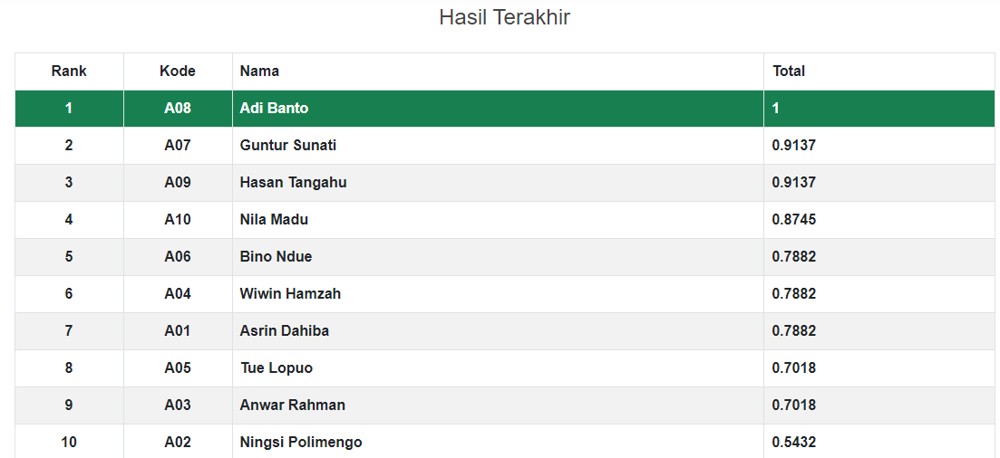 Hasil Terakhir
Rank Kode Nama Total
1 A08 Adi Banto 1
2 A07 Guntur Sunati 0.9137
3 A09 Hasan Tangahu 0.9137
4 A10 Nila Madu 0.8745
5 A06 Bino Ndue 0.7882
6 A04 Wiwin Hamzah 0.7882
7 A01 Asrin Dahiba 0.7882
8 A05 Tue Lopuo 0.7018
9 A03 Anwar Rahman 0.7018
10 A02 Ningsi Polimengo 0.5432